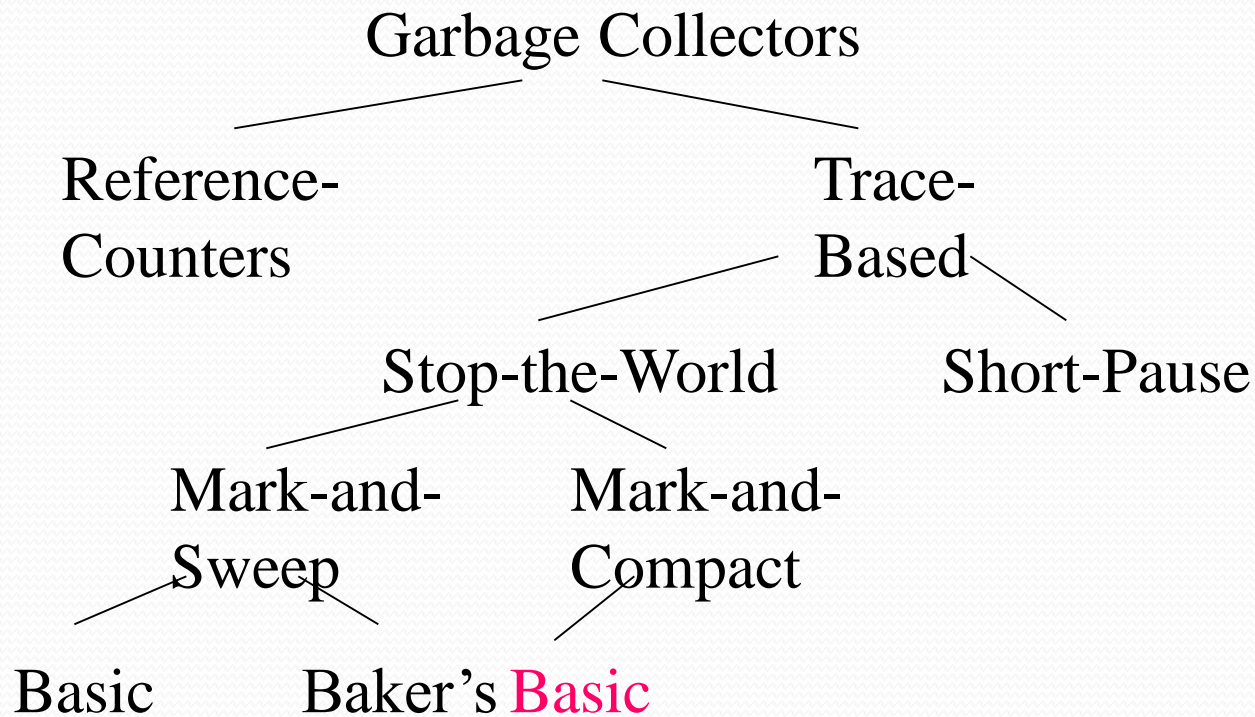 Garbage Collectors
Reference-
Counters
Trace-
Based
Stop-the-World
Short-Pause
Mark-and-
Sweep
Mark-and-
Compact
Basic
Baker’s
Basic